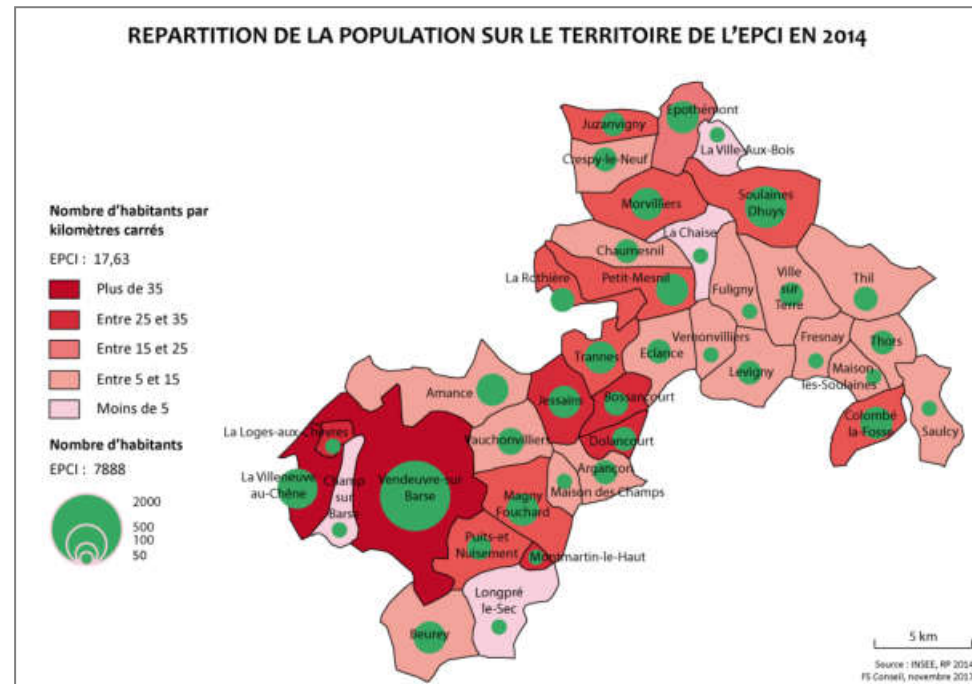 REPARTITION DE LA POPULATION SUR LE TERRITOIRE DE L'EPCI EN 2014
Juzanvigny
Epothémont
La Ville-Aux-Bois
Crespy-le-Neuf
Soulaines
Dhuys
Morvilliers
Nombre d'habitants par
kilomètres carrés
EPCI : 17,63
Plus de 35
Entre 25 et 35
Entre 15 et 25
Entre 5 et 15
Moins de 5
Nombre d'habitants
EPCI : 7888
2000
500
100
50
La Chaise
Chaumesnil
La Rothière
Petit-Mesnil
Fuligny
Ville
sur
Terre
Thil
Trannes
Eclance
Vernonvilliers
Fresnay
Thors
Levigny
Maison
les-Soulaines
Amance
Jessains
Bossancourt
Colombé
la-Fosse
Saulcy
La Loges-aux-Chèvres
Vauchonvilliers
Dolancourt
Argançon
Maison des Champs
La Villeneuve
au-Chêne
Champ
sur
Barse
Vendeuvre-sur
Barse
Magny
Fouchard
Puits-et
Nuisement
Montmartin-le-Haut
Longpré
le-Sec
Beurey
5 km
Source : INSEE, RP 2014
FS Conseil, novembre 2017